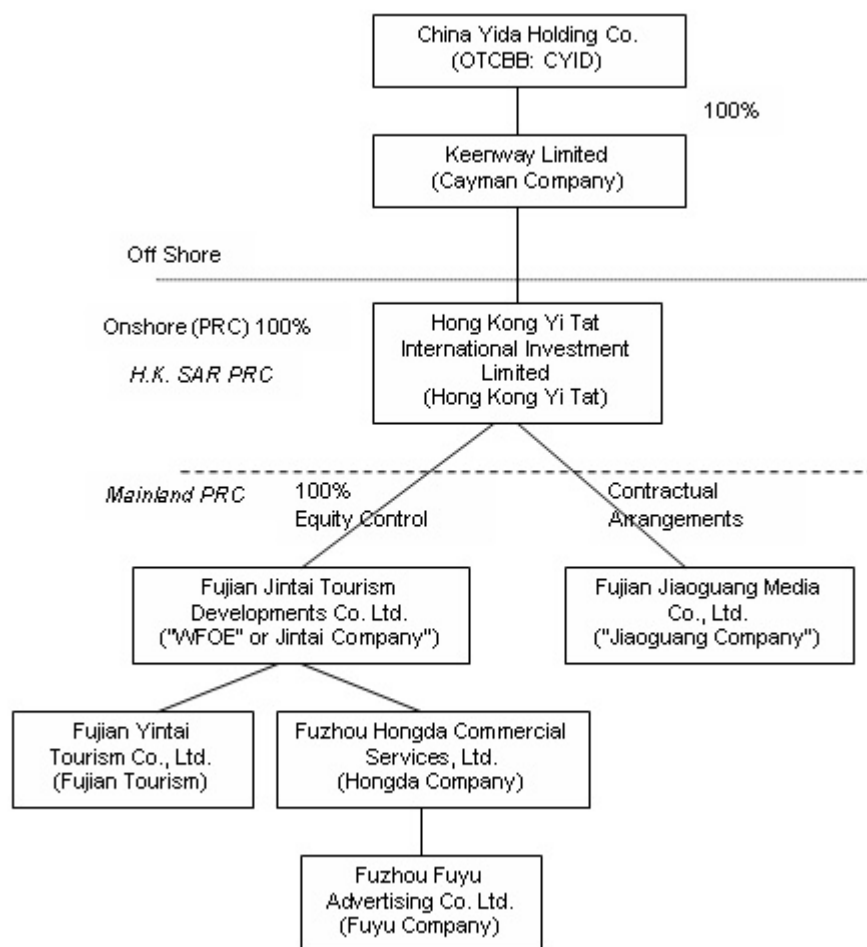 China Yida Holding Co.
(OTCBB: CYID)
100%
Keenway Limited
(Cayman Company)
Off Shore
Onshore (PRC) 100%
H.K. SAR PRC
Hong Kong Yi Tat
International Investment
Limited
(Hong Kong Yi Tat)
Mainland PRC
100%
Equity Control
Contractual
Arrangements
Fujian Jintai Tourism
Developments Co. Ltd.
("WFOE" or Jintai Company")
Fujian Jiaoguang Media
Co., Ltd.
("Jiaoguang Company")
Fujian Yintai
Tourism Co., Ltd.
(Fujian Tourism)
Fuzhou Hongda Commercial
Services, Ltd.
(Hongda Company)
Fuzhou Fuyu
Advertising Co. Ltd.
(Fuyu Company)